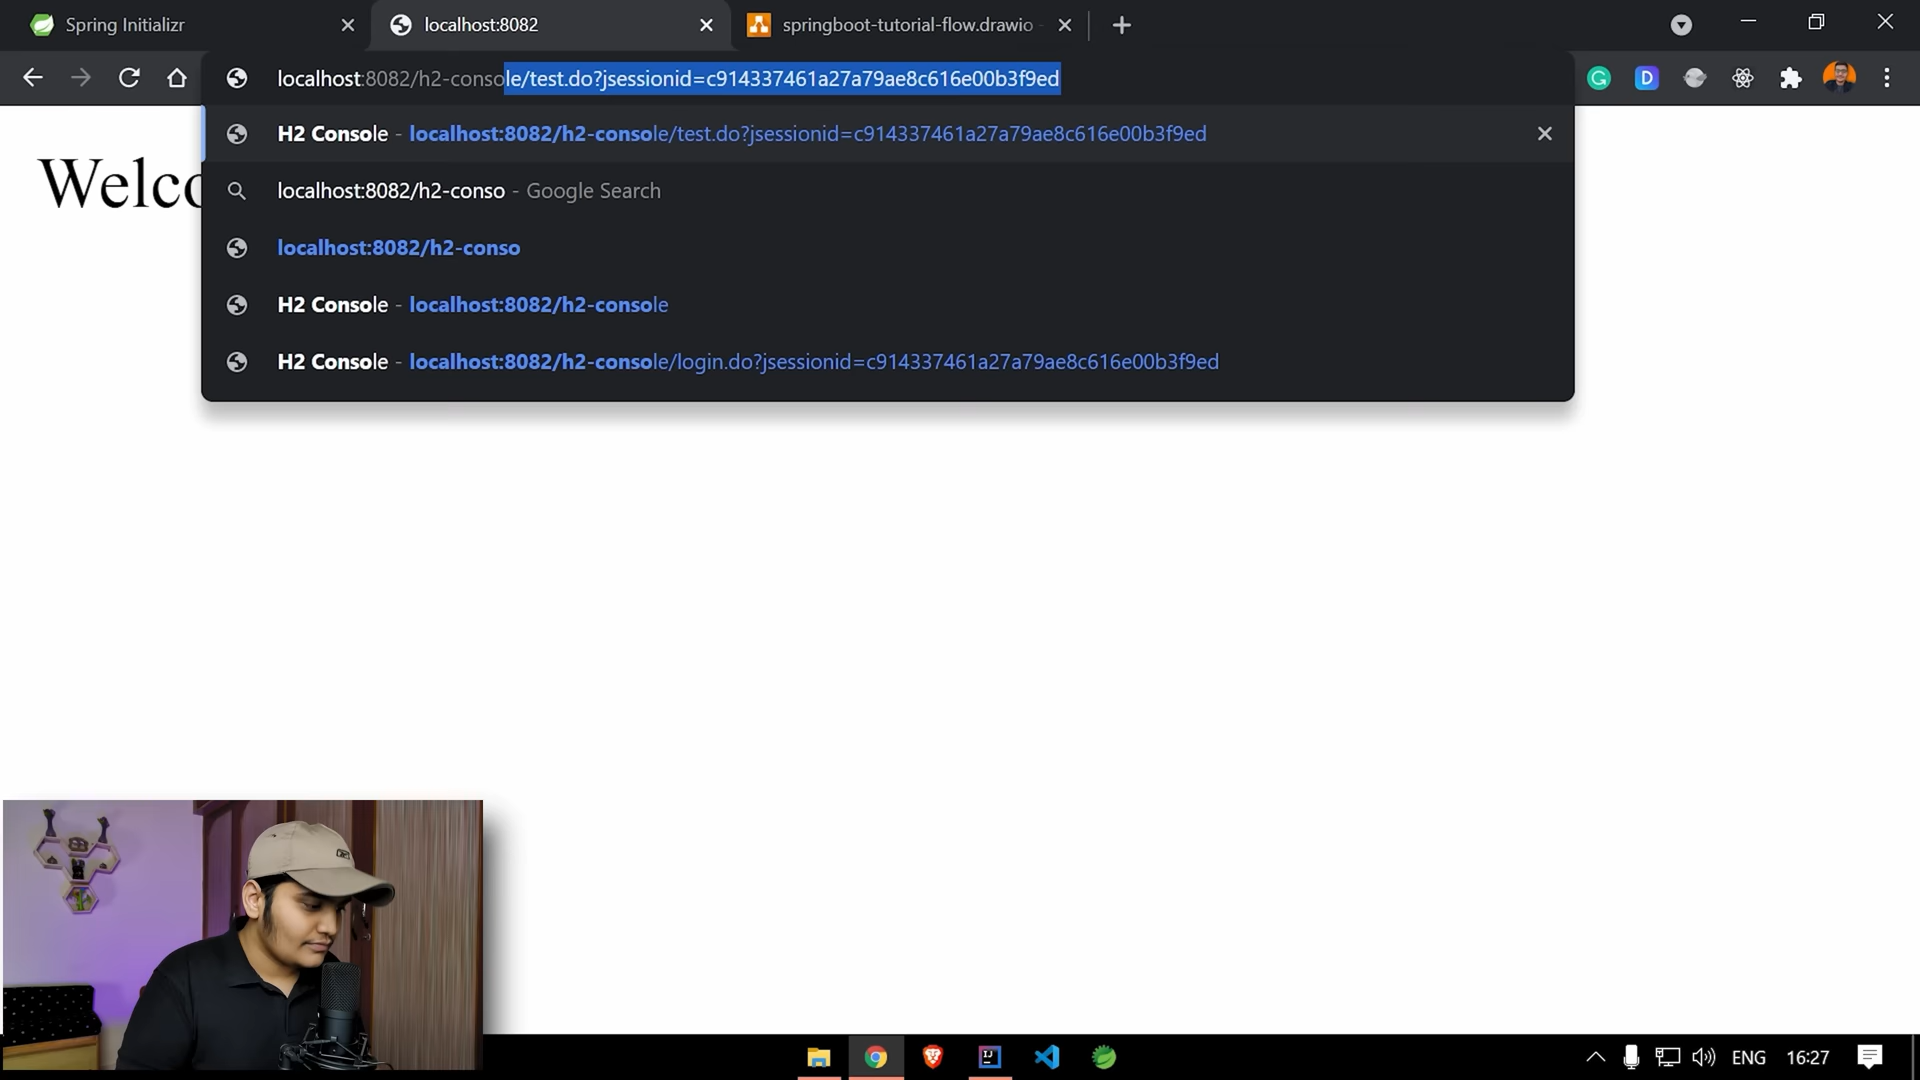 Spring Initializr
localhost:8082
springboot-tutorial-flow.drawio -
localhost:8082/h2-console/test.do?jsessionid=c914337461a27a79ae8c616e00b3f9ed
H2 Console - localhost:8082/h2-console/test.do?jsessionid=c914337461a27a79ae8c616e00b3f9ed
localhost:8082/h2-conso - Google Search
localhost:8082/h2-conso
H2 Console - localhost:8082/h2-console
H2 Console - localhost:8082/h2-console/login.do?jsessionid=c914337461a27a79ae8c616e00b3f9ed
Welco
ENG 16:27